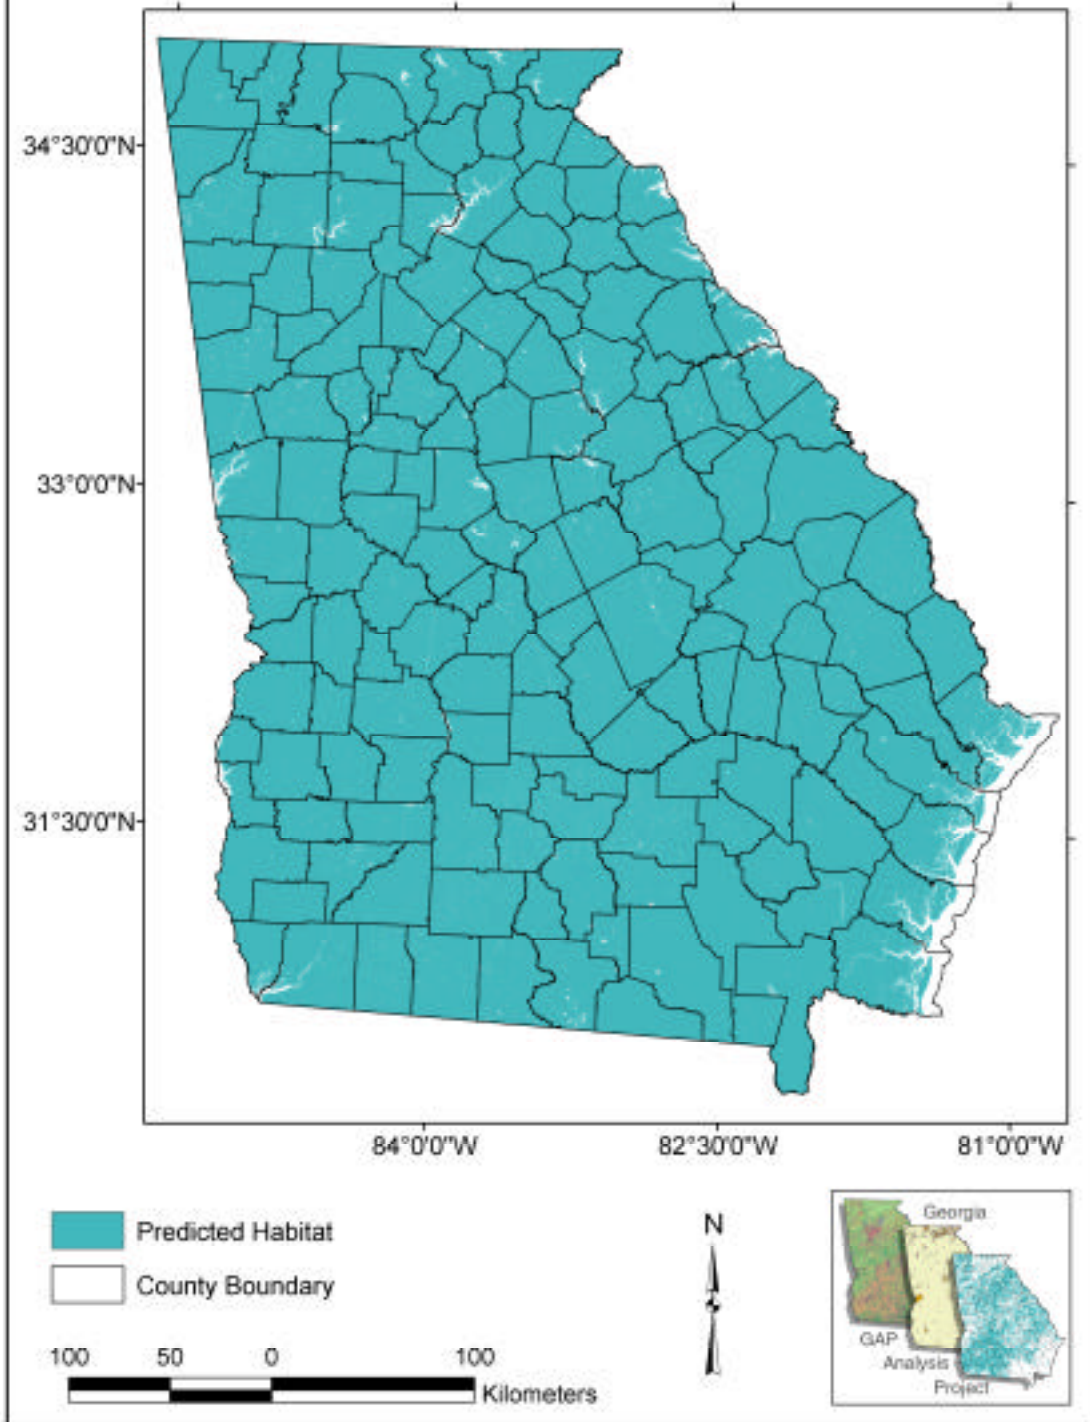 34°30'0"N
33°0'0"N
31°30'0"N
84°0'0"W 82°30'0"W 81°0'0"W
Predicted Habitat
County Boundary
N
100 50 0 100
Kilometers
Georgia
GAP
Analysis
Project